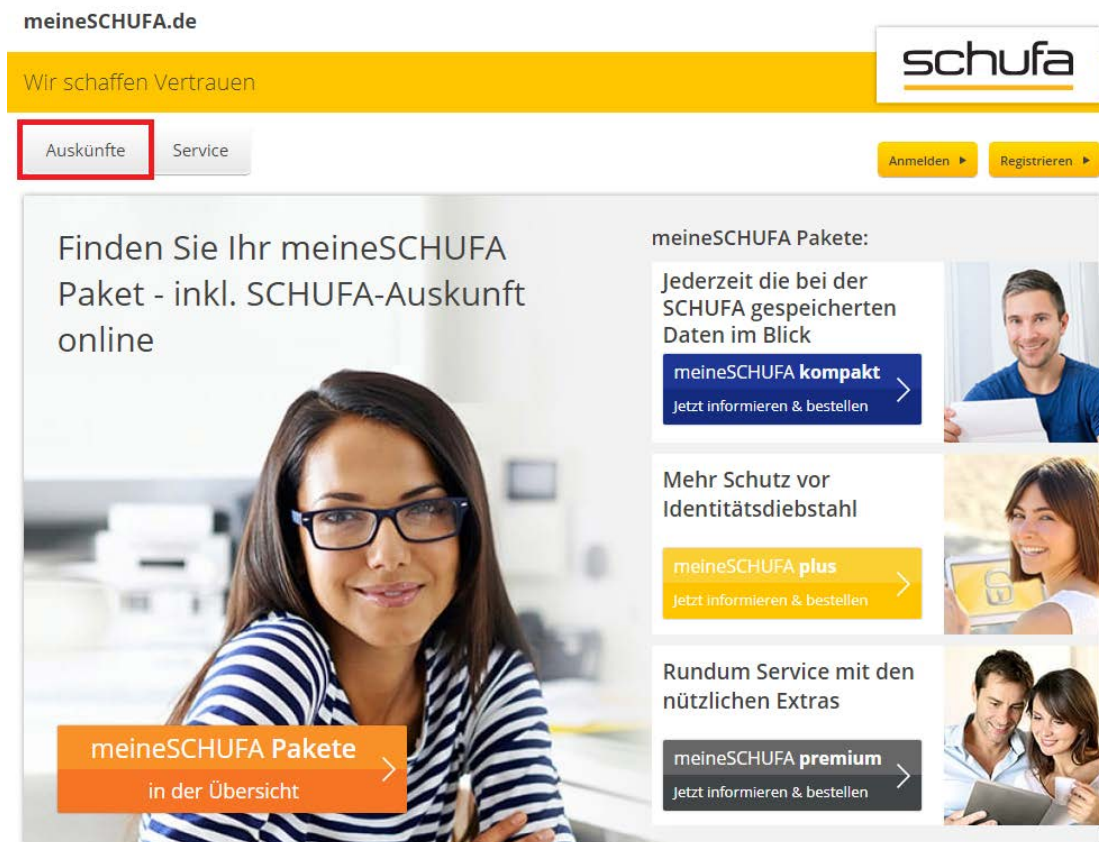 meineSCHUFA.de
Wir schaffen Vertrauen
schufa
Auskünfte
Service
Anmelden
Registrieren
Finden Sie Ihr meineSCHUFA
Paket - inkl. SCHUFA-Auskunft
online
meineSCHUFA Pakete
in der Übersicht
meineSCHUFA Pakete:
Jederzeit die bei der
SCHUFA gespeicherten
Daten im Blick
meineSCHUFA kompakt
Jetzt informieren & bestellen
Mehr Schutz vor
Identitätsdiebstahl
meineSCHUFA plus
Jetzt informieren & bestellen
Rundum Service mit den
nützlichen Extras
meineSCHUFA premium
Jetzt informieren & bestellen